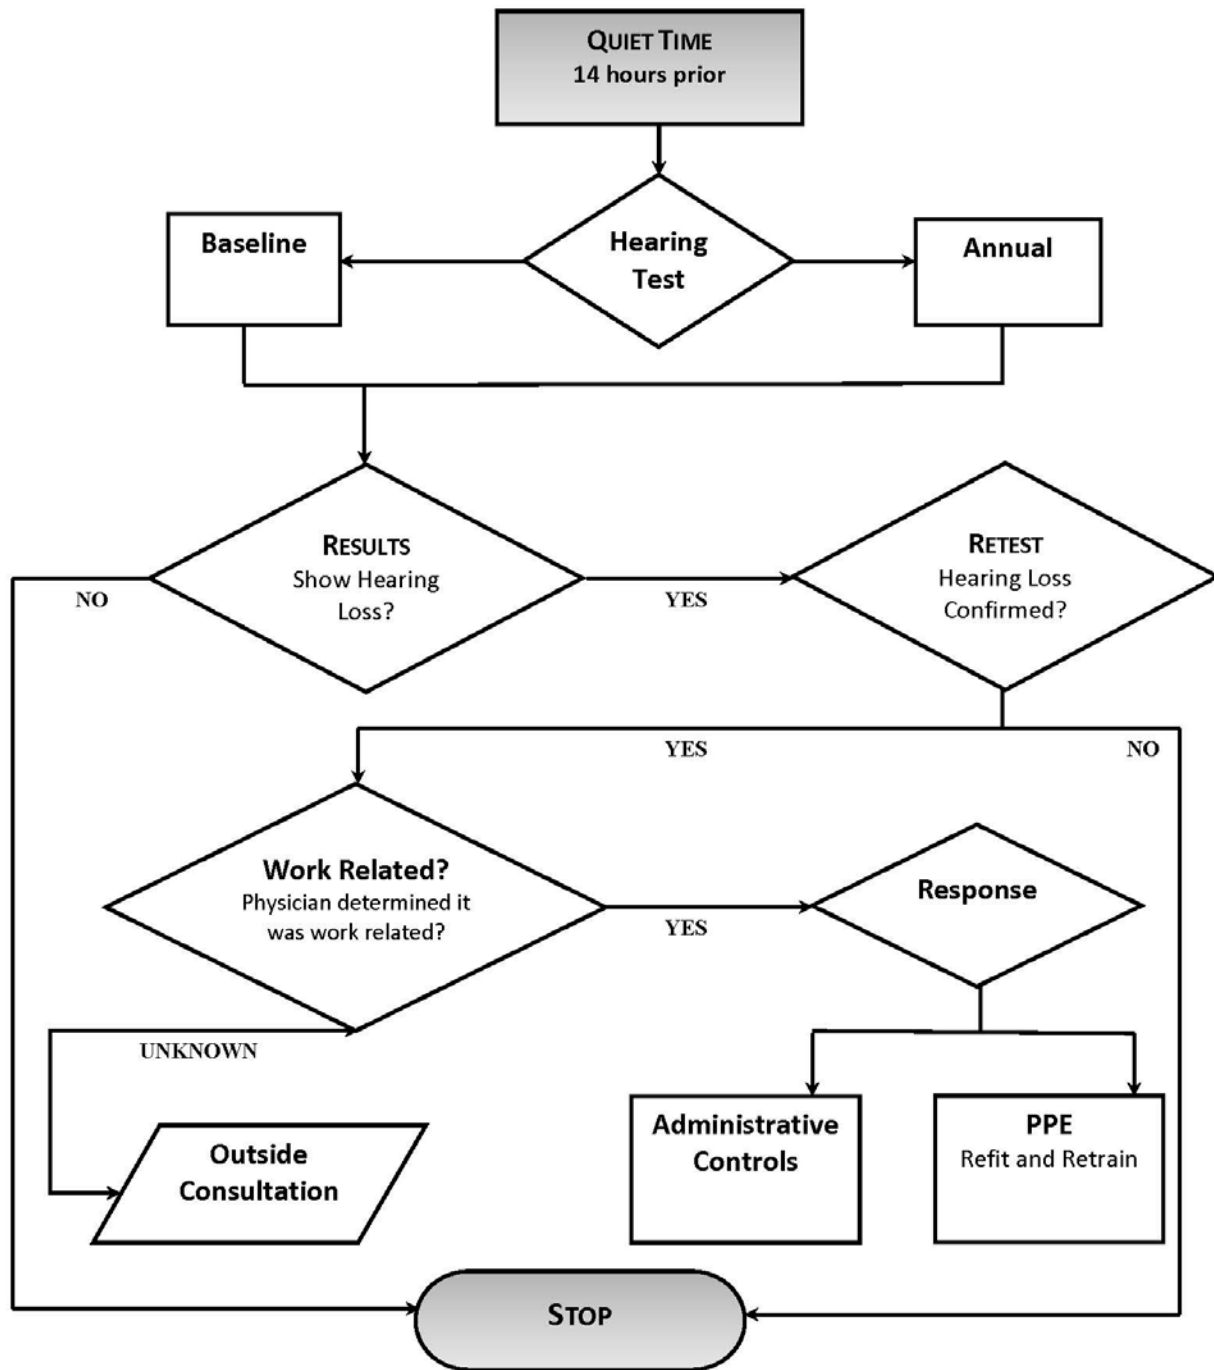 QUIET TIME
14 hours prior
Baseline
Hearing
Test
Annual
RESULTS
Show Hearing
Loss?
NO
YES
RETEST
Hearing Loss
Confirmed?
YES
NO
Work Related?
Physician determined it
was work related?
YES
Response
UNKNOWN
Outside
Consultation
Administrative
Controls
PPE
Refit and Retrain
STOP